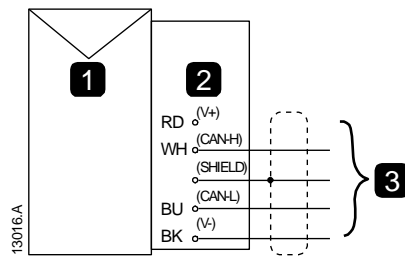 1
2
RD (V+)
WH (CAN-H)
(SHIELD)
BU (CAN-L)
BK (V-)
3
13016.A